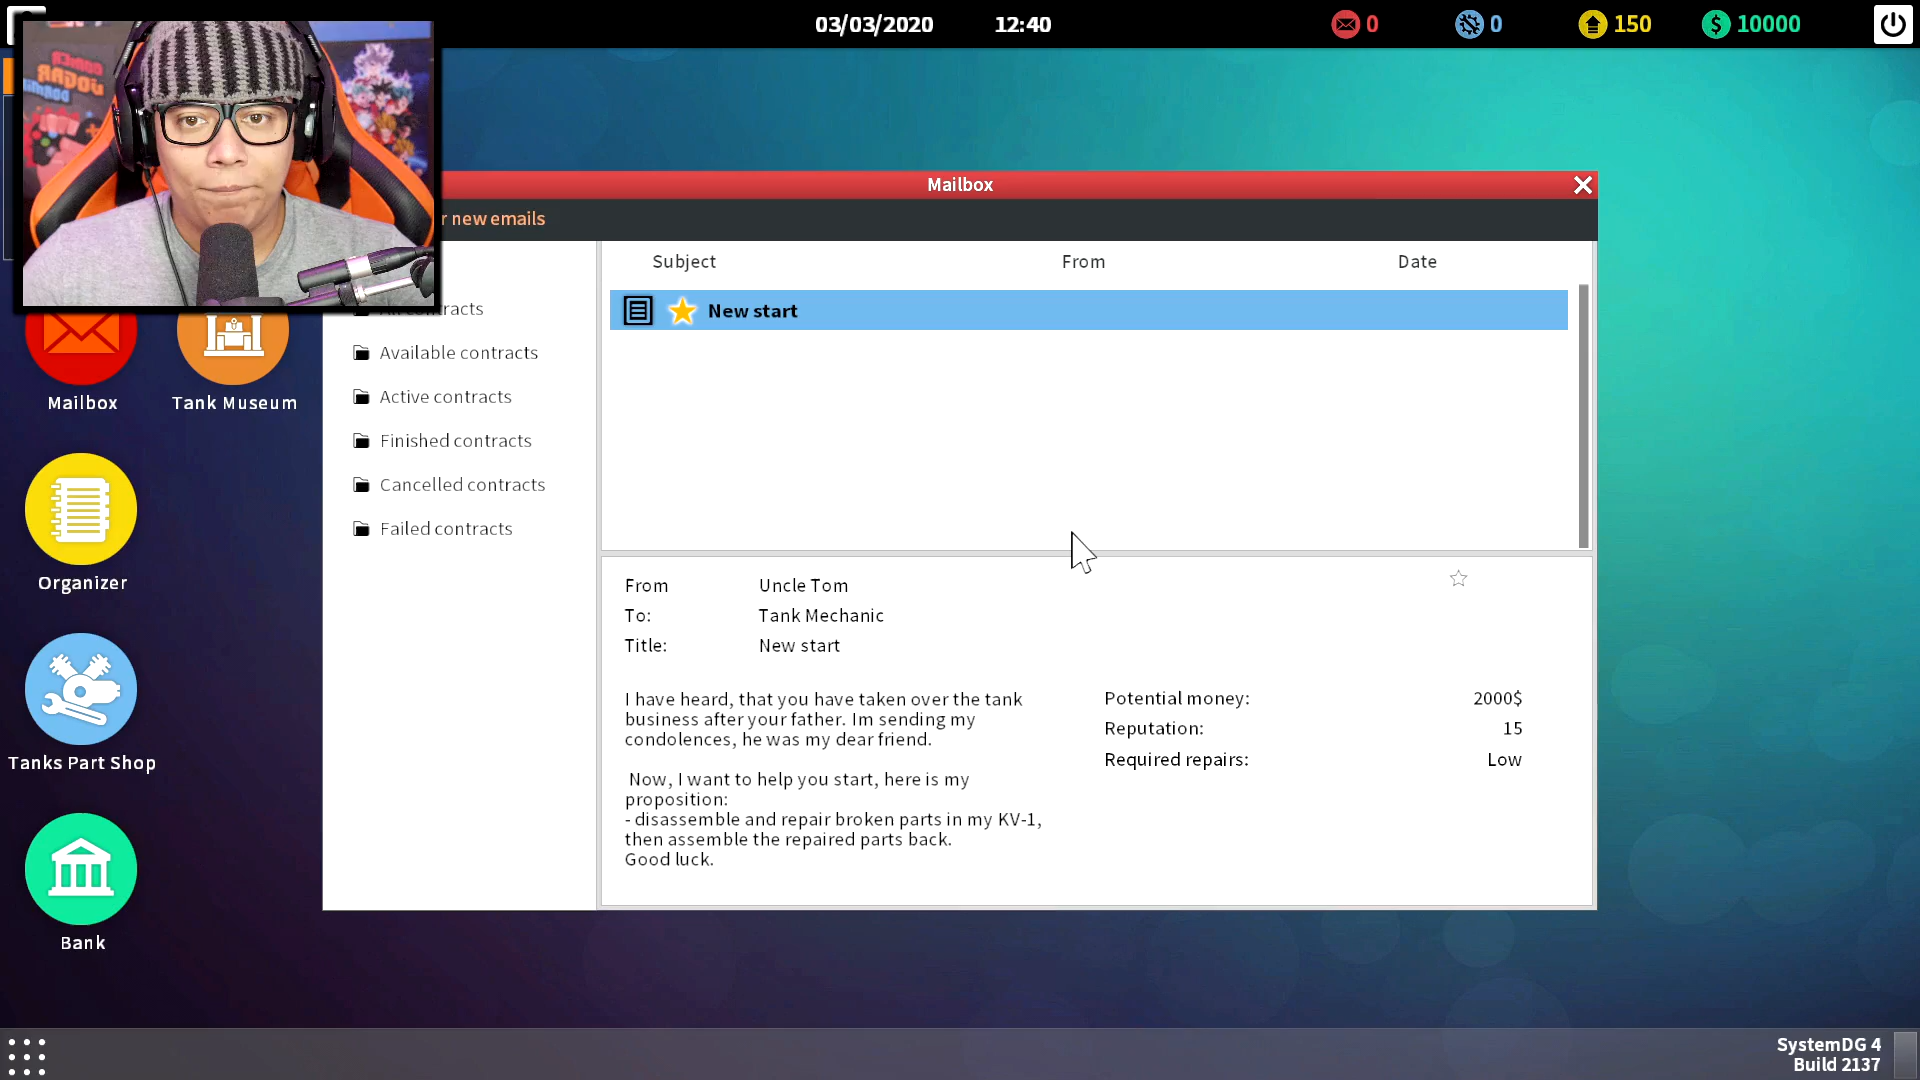 03/03/2020 12:40 0 0 150 10000
Mailbox
new emails
Subject From Date
New start
contracts
Available contracts
Active contracts
Finished contracts
Cancelled contracts
Failed contracts
Mailbox
Tank Museum
Organizer
Tanks Part Shop
Bank
From Uncle Tom
To: Tank Mechanic
Title: New start
I have heard, that you have taken over the tank
business after your father. Im sending my
condolences, he was my dear friend.
Now, I want to help you start, here is my
proposition:
- disassemble and repair broken parts in my KV-1,
then assemble the repaired parts back.
Good luck.
Potential money: 2000$
Reputation: 15
Required repairs: Low
SystemDG 4
Build 2137